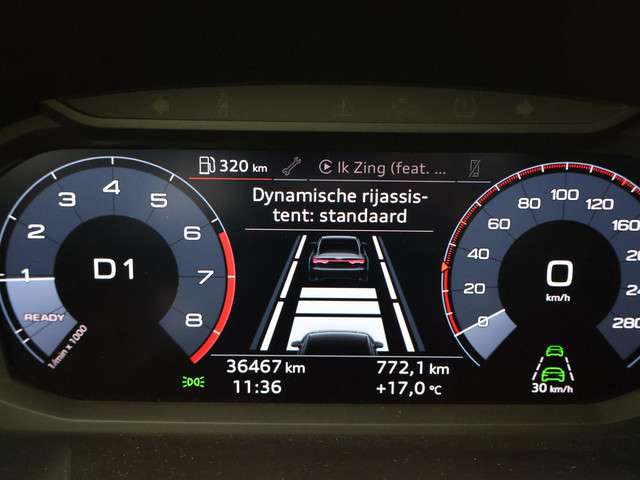 320 km
Ik Zing (feat. ...
Dynamische rijassis-
tent: standaard
1 2 3 4 5 6 7 8
D1
READY
1/min x 1000
0 20 40 60 80 100 120 160 200 240 280
0
km/h
36467 km
772,1 km
11:36
+17,0 °C
30 km/h